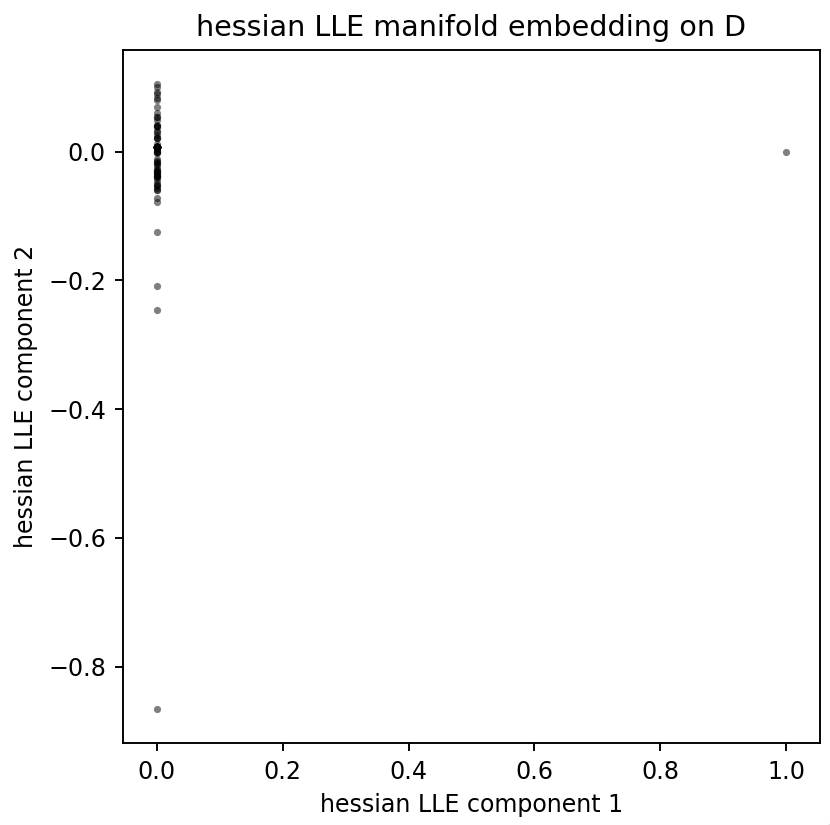 hessian LLE manifold embedding on D
0.0
−0.2
−0.4
−0.6
−0.8
hessian LLE component 2
0.0 0.2 0.4 0.6 0.8 1.0
hessian LLE component 1